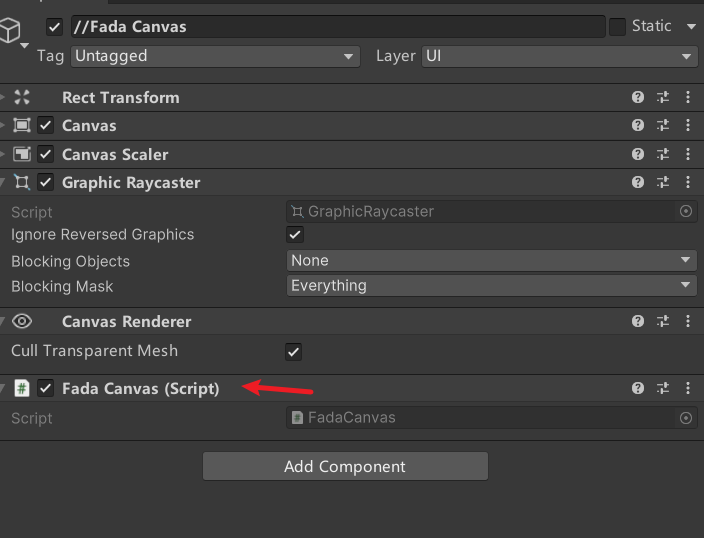 //Fada Canvas Static
Tag Untagged Layer UI
Rect Transform
Canvas
Canvas Scaler
Graphic Raycaster
Script GraphicRaycaster
Ignore Reversed Graphics
Blocking Objects None
Blocking Mask Everything
Canvas Renderer
Cull Transparent Mesh
# Fada Canvas (Script)
Script # FadaCanvas
Add Component